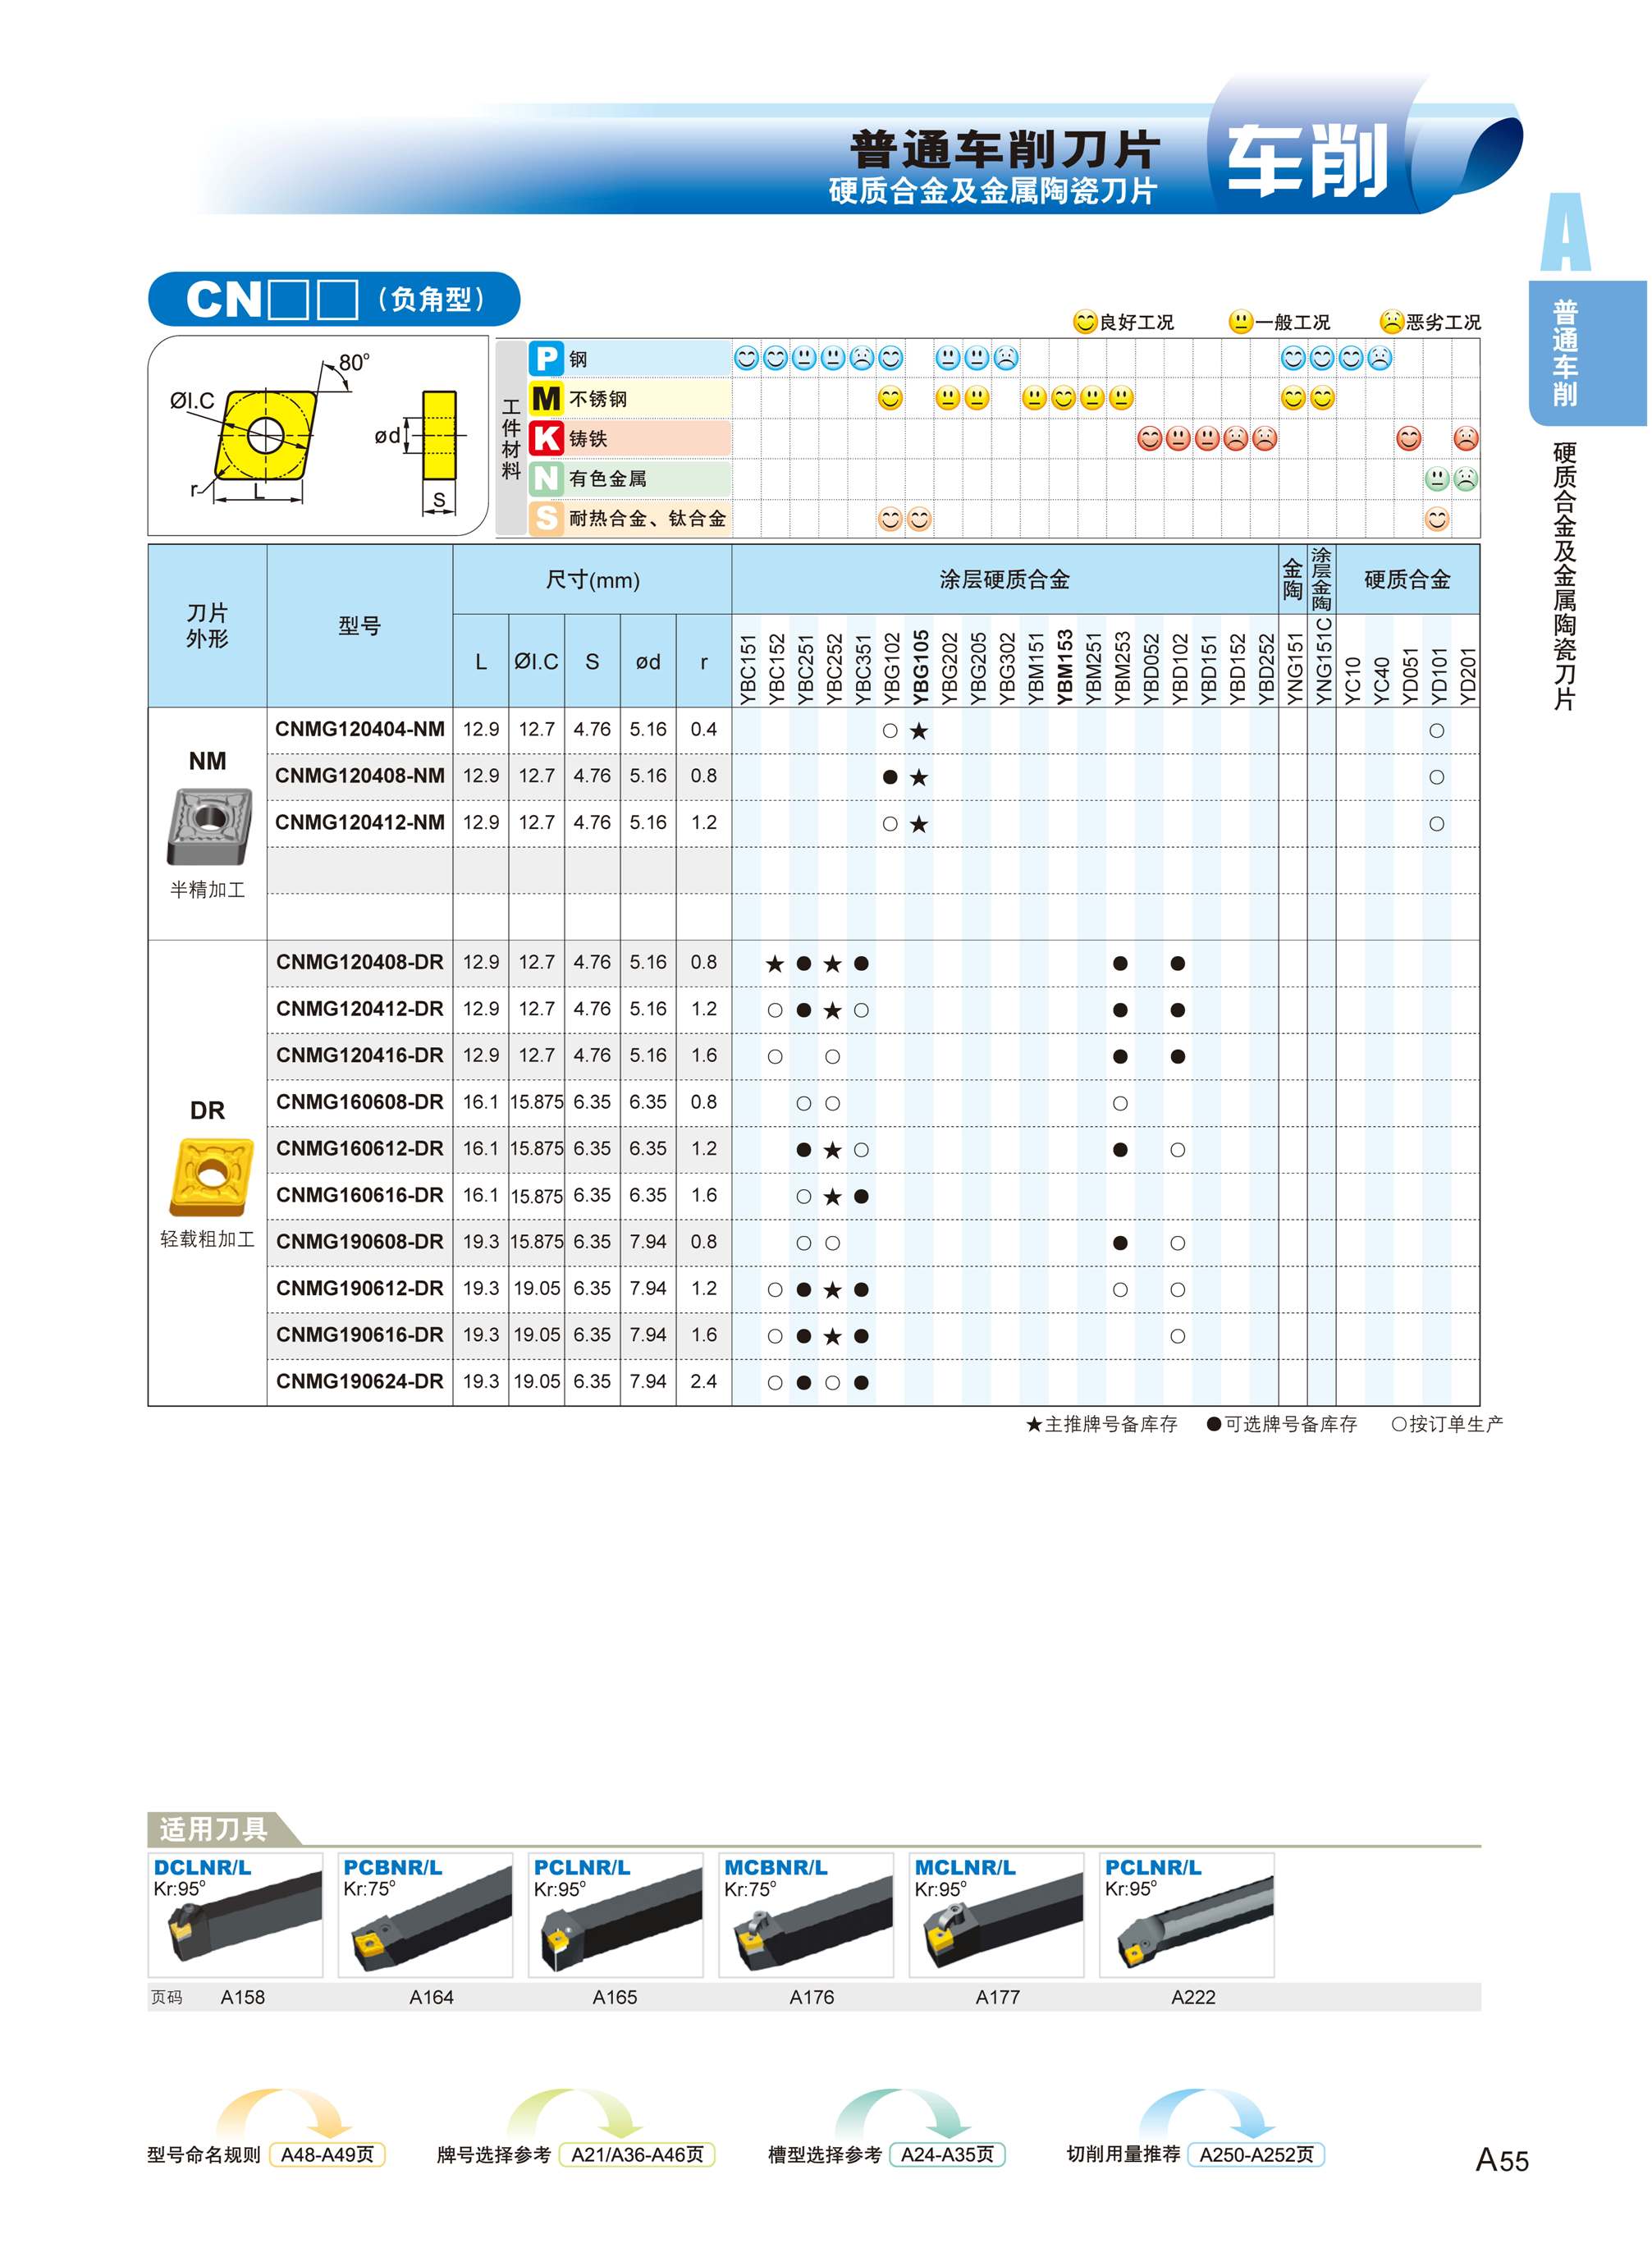 普通车削刀片
硬质合金及金属陶瓷刀片
车削
A
普通车削
硬质合金及金属陶瓷刀片
CN□□（负角型）
良好工况 一般工况 恶劣工况
80°
ØI.C
ød
r
L
S
工件材料
P 钢
M 不锈钢
K 铸铁
N 有色金属
S 耐热合金、钛合金
刀片外形 型号 尺寸(mm) 涂层硬质合金 金陶 涂层金陶 硬质合金
L ØI.C S ød r YBC151 YBC152 YBC251 YBC252 YBC351 YBG102 YBG105 YBG202 YBG205 YBG302 YBM151 YBM153 YBM251 YBM253 YBD052 YBD102 YBD151 YBD152 YBD252 YNG151 YNG151C YC10 YC40 YD051 YD101 YD201
NM
半精加工
CNMG120404-NM 12.9 12.7 4.76 5.16 0.4 ○ ★ ○
CNMG120408-NM 12.9 12.7 4.76 5.16 0.8 ● ★ ○
CNMG120412-NM 12.9 12.7 4.76 5.16 1.2 ○ ★ ○
DR
轻载粗加工
CNMG120408-DR 12.9 12.7 4.76 5.16 0.8 ★ ● ★ ● ● ●
CNMG120412-DR 12.9 12.7 4.76 5.16 1.2 ○ ● ★ ○ ● ●
CNMG120416-DR 12.9 12.7 4.76 5.16 1.6 ○ ○ ● ●
CNMG160608-DR 16.1 15.875 6.35 6.35 0.8 ○ ○ ○
CNMG160612-DR 16.1 15.875 6.35 6.35 1.2 ● ★ ○ ● ○
CNMG160616-DR 16.1 15.875 6.35 6.35 1.6 ○ ★ ●
CNMG190608-DR 19.3 15.875 6.35 7.94 0.8 ○ ○ ● ○
CNMG190612-DR 19.3 19.05 6.35 7.94 1.2 ○ ● ★ ● ○ ○
CNMG190616-DR 19.3 19.05 6.35 7.94 1.6 ○ ● ★ ● ○
CNMG190624-DR 19.3 19.05 6.35 7.94 2.4 ○ ● ○ ●
★主推牌号备库存 ●可选牌号备库存 ○按订单生产
适用刀具
DCLNR/L PCBNR/L PCLNR/L MCBNR/L MCLNR/L PCLNR/L
Kr:95° Kr:75° Kr:95° Kr:75° Kr:95° Kr:95°
页码 A158 A164 A165 A176 A177 A222
型号命名规则 A48-A49页 牌号选择参考 A21/A36-A46页 槽型选择参考 A24-A35页 切削用量推荐 A250-A252页
A55